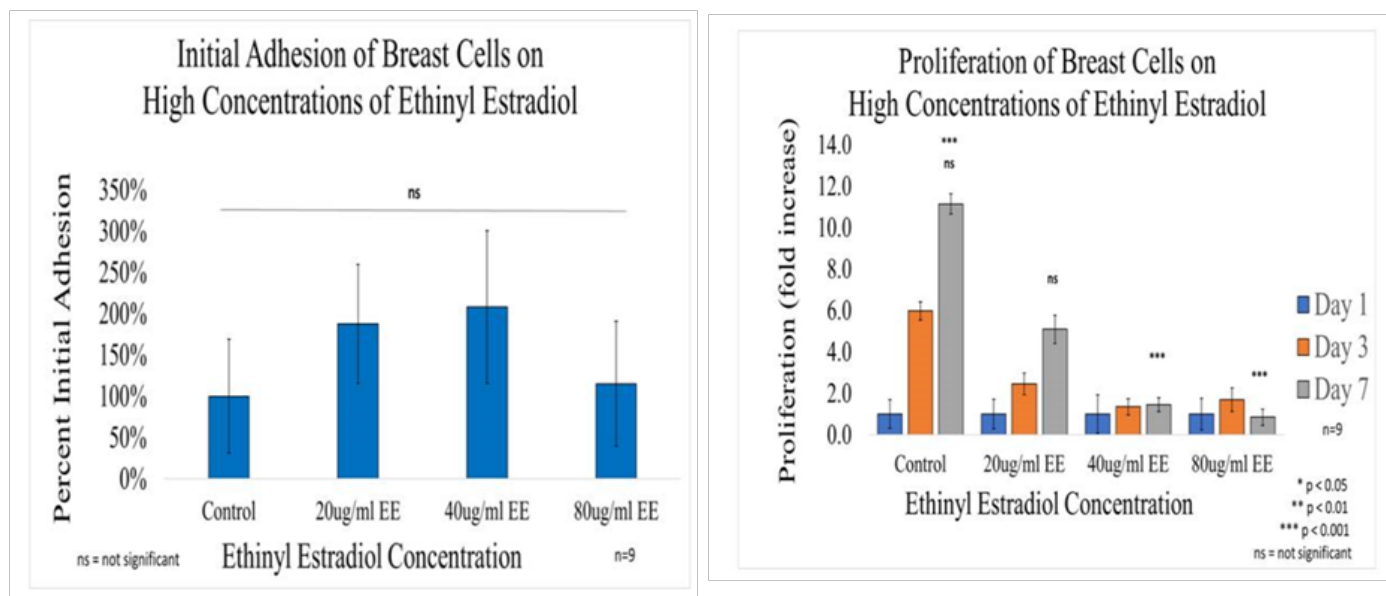 Initial Adhesion of Breast Cells on
High Concentrations of Ethinyl Estradiol
Percent Initial Adhesion
350%
300%
250%
200%
150%
100%
50%
0%
ns
Control
20ug/ml EE
40ug/ml EE
80ug/ml EE
ns = not significant
Ethinyl Estradiol Concentration
n=9
Proliferation of Breast Cells on
High Concentrations of Ethinyl Estradiol
Proliferation (fold increase)
14.0
12.0
10.0
8.0
6.0
4.0
2.0
0.0
***
ns
ns
***
***
Day 1
Day 3
Day 7
n=9
Control
20ug/ml EE
40ug/ml EE
80ug/ml EE
Ethinyl Estradiol Concentration
* p < 0.05
** p < 0.01
*** p < 0.001
ns = not significant